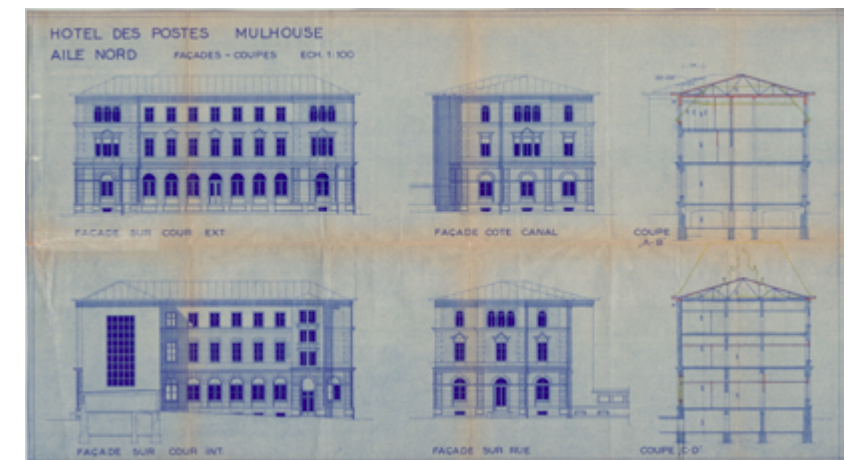 HOTEL DES POSTES MULHOUSE
AILE NORD FAÇADES - COUPES ECH. 1:100
FAÇADE SUR COUR EXT
FAÇADE COTE CANAL
COUPE
„A-B"
FAÇADE SUR COUR INT
FAÇADE SUR RUE
COUPE „C-D"